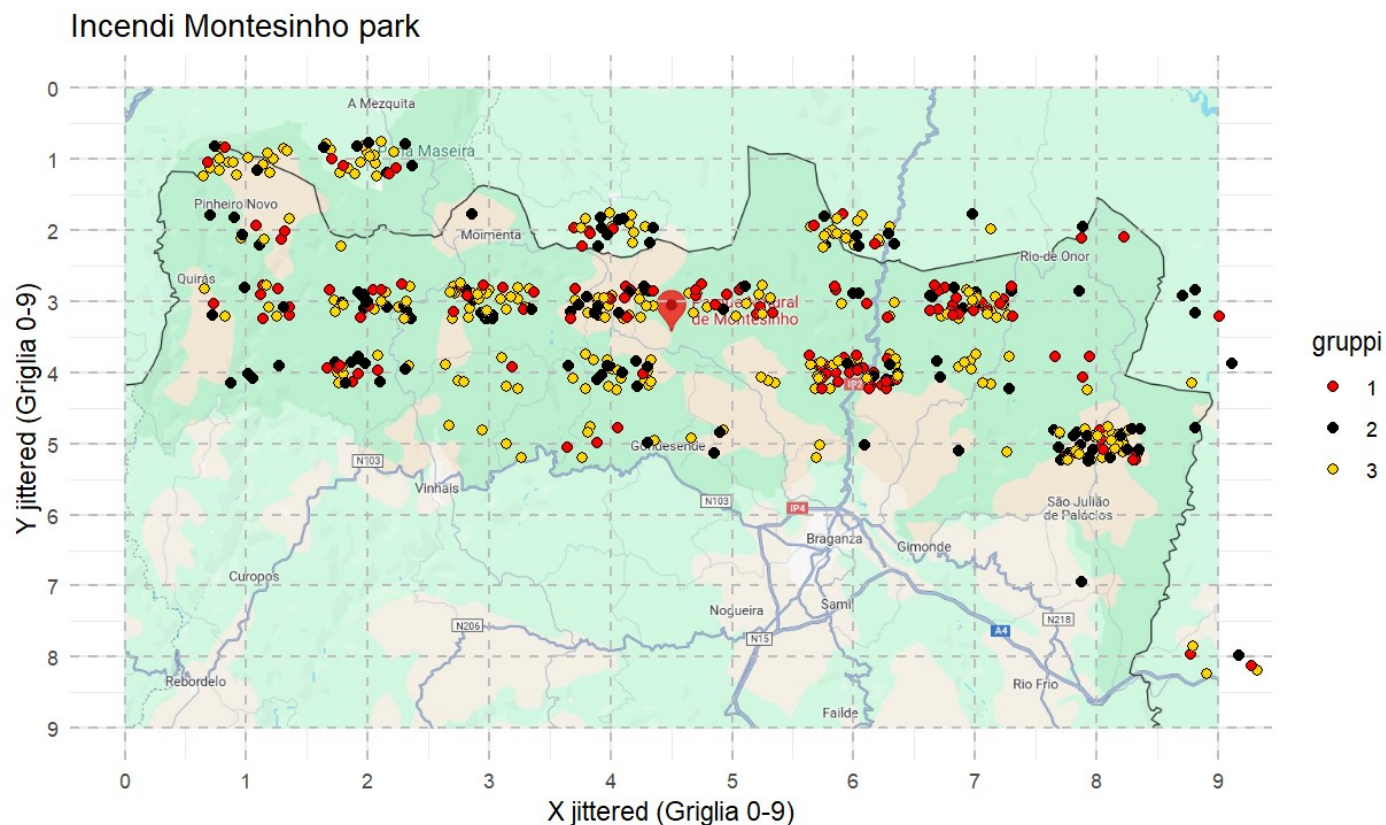 Incendi Montesinho park
Y jittered (Griglia 0-9)
0
1
2
3
4
5
6
7
8
9
A Mezquita
Maseira
Pinheiro Novo
Moimenta
Quirás
Rio de Onor
Natural
de Montesinho
IP2
Gondesende
N103
Vinhais
N103
IP4
São Julião
de Palácios
Braganza
Gimonde
Curopos
Nogueira
Samil
N206
N15
A4
N218
Rebordelo
Rio Frio
Failde
0
1
2
3
4
5
6
7
8
9
X jittered (Griglia 0-9)
gruppi
1
2
3